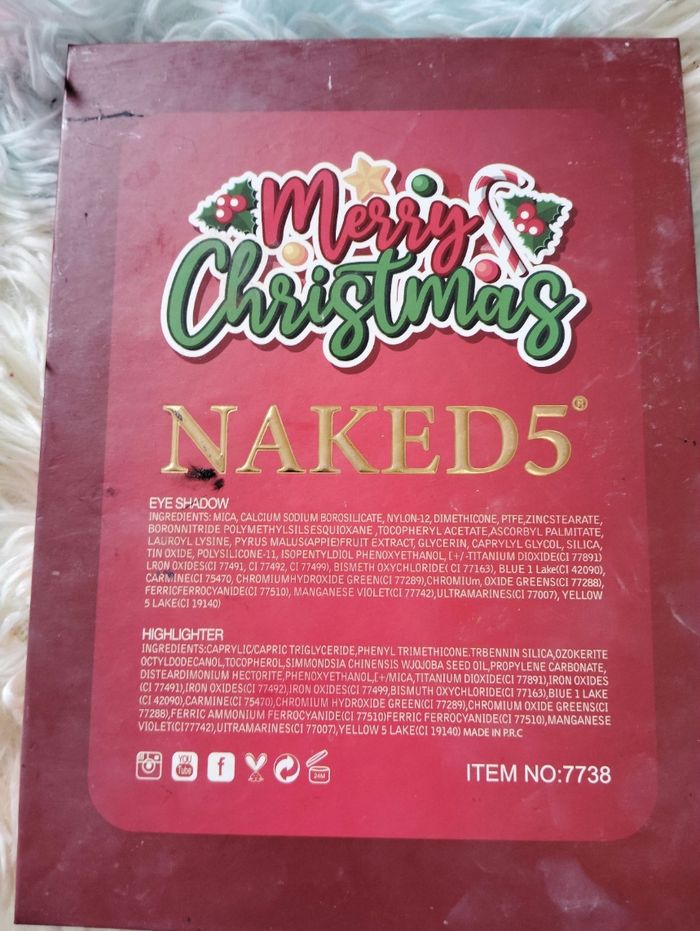 Merry
Christmas
NAKED5®
EYE SHADOW
INGREDIENTS: MICA, CALCIUM SODIUM BOROSILICATE, NYLON-12, DIMETHICONE, PTFE,ZINCSTEARATE,
BORONNITRIDE POLYMETHYLSILSESQUIOXANE ,TOCOPHERYL ACETATE,ASCORBYL PALMITATE,
LAUROYL LYSINE, PYRUS MALUS(APPIE)FRUIT EXTRACT, GLYCERIN, CAPRYLYL GLYCOL, SILICA,
TIN OXIDE, POLYSILICONE-11, ISOPENTYLDIOL PHENOXYETHANOL, [+/-TITANIUM DIOXIDE(CI 77891)
LRON OXIDES(CI 77491, CI 77492, CI 77499), BISMETH OXYCHLORIDE( CI 77163), BLUE 1 Lake(CI 42090),
CARMINE(CI 75470, CHROMIUMHYDROXIDE GREEN(CI 77289),CHROMIUm, OXIDE GREENS(CI 77288)
FERRICFERROCYANIDE(CI 77510), MANGANESE VIOLET(CI 77742),ULTRAMARINES(CI 77007), YELLOW
5 LAKE(CI 19140)
HIGHLIGHTER
INGREDIENTS:CAPRYLIC/CAPRIC TRIGLYCERIDE,PHENYL TRIMETHICONE.TRBENNIN SILICA,OZOKERITE
OCTYLDODECANOL,TOCOPHEROL,SIMMONDSIA CHINENSIS WJOJOBA SEED OIL,PROPYLENE CARBONATE,
DISTEARDIMONIUM HECTORITE,PHENOXYETHANOL,[+/MICA,TITANIUM DIOXIDE(CI 77891),IRON OXIDES
(CI 77491),IRON OXIDES(CI 77492),IRON OXIDES(CI 77499,BISMUTH OXYCHLORIDE(CI 77163),BIUE 1 LAKE
(CI 42090),CARMINE(CI 75470),CHROMIUM HYDROXIDE GREEN(CI 77289),CHROMIUM OXIDE GREENS(CI
77288),FERRIC AMMONIUM FERROCYANIDE(CI 77510)FERRIC FERROCYANIDE(CI 77510),MANGANESE
VIOLET(CI77742),UITRAMARINES(CI 77007),YELLOW 5 LAKE(CI 19140) MADE IN P.R.C
YOU
Tube
f
24M
ITEM NO:7738